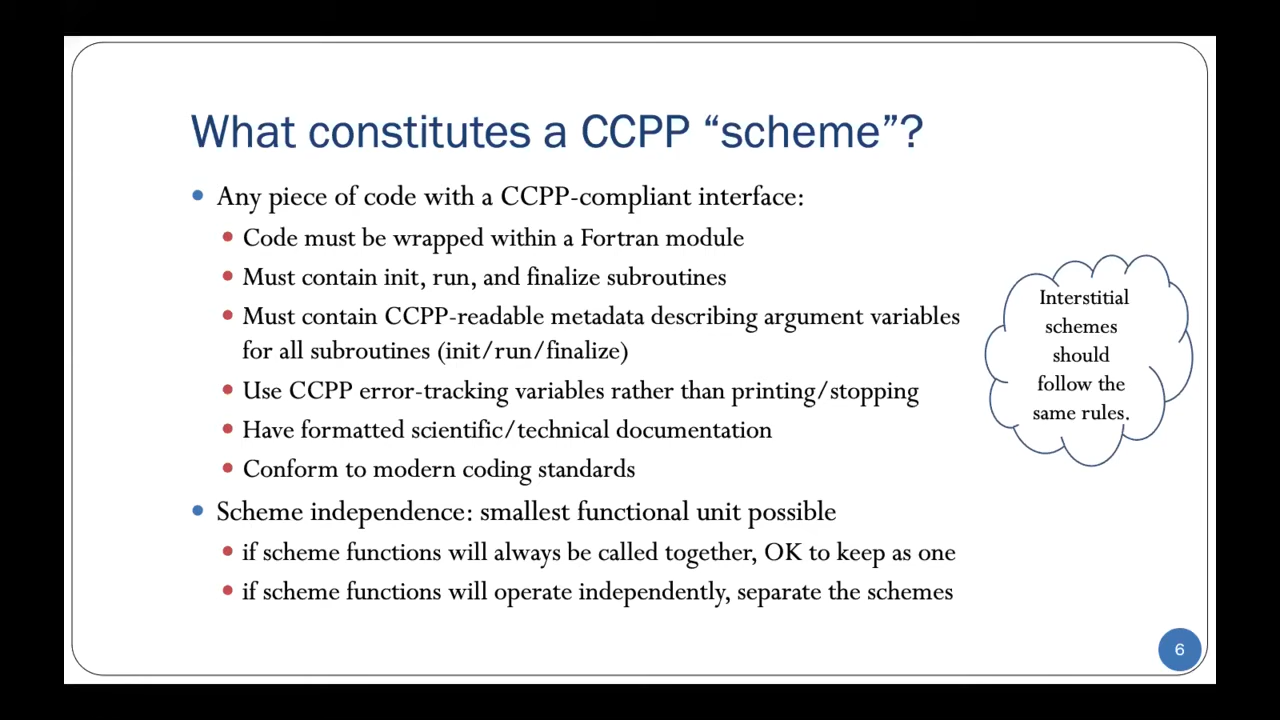 What constitutes a CCPP “scheme”?
Any piece of code with a CCPP-compliant interface:
Code must be wrapped within a Fortran module
Must contain init, run, and finalize subroutines
Must contain CCPP-readable metadata describing argument variables
for all subroutines (init/run/finalize)
Use CCPP error-tracking variables rather than printing/stopping
Have formatted scientific/technical documentation
Conform to modern coding standards
Scheme independence: smallest functional unit possible
if scheme functions will always be called together, OK to keep as one
if scheme functions will operate independently, separate the schemes
Interstitial
schemes
should
follow the
same rules.
6